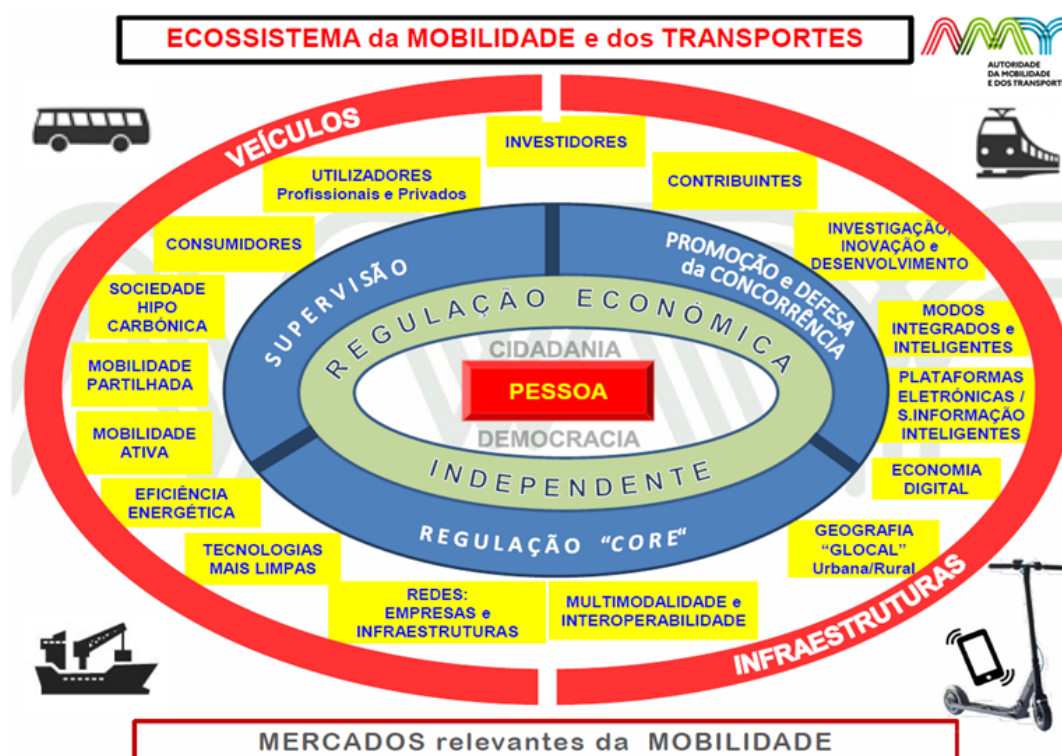 ECOSSISTEMA da MOBILIDADE e dos TRANSPORTES
AMT
AUTORIDADE
DA MOBILIDADE
E DOS TRANSPORTE
VEÍCULOS
INVESTIDORES
UTILIZADORES
Profissionais e Privados
CONTRIBUINTES
CONSUMIDORES
INVESTIGAÇÃO,
INOVAÇÃO e
DESENVOLVIMENTO
SUPERVISÃO
PROMOÇÃO e DEFESA
da CONCORRÊNCIA
SOCIEDADE
HIPO
CARBÓNICA
REGULAÇÃO ECONÓMICA
MODOS
INTEGRADOS e
INTELIGENTES
CIDADANIA
MOBILIDADE
PARTILHADA
PESSOA
PLATAFORMAS
ELETRÓNICAS /
S.INFORMAÇÃO
INTELIGENTES
DEMOCRACIA
MOBILIDADE
ATIVA
INDEPENDENTE
ECONOMIA
DIGITAL
EFICIÊNCIA
ENERGÉTICA
REGULAÇÃO "CORE"
GEOGRAFIA
“GLOCAL”
Urbana/Rural
TECNOLOGIAS
MAIS LIMPAS
REDES:
EMPRESAS e
INFRAESTRUTURAS
MULTIMODALIDADE e
INTEROPERABILIDADE
INFRAESTRUTURAS
MERCADOS relevantes da MOBILIDADE